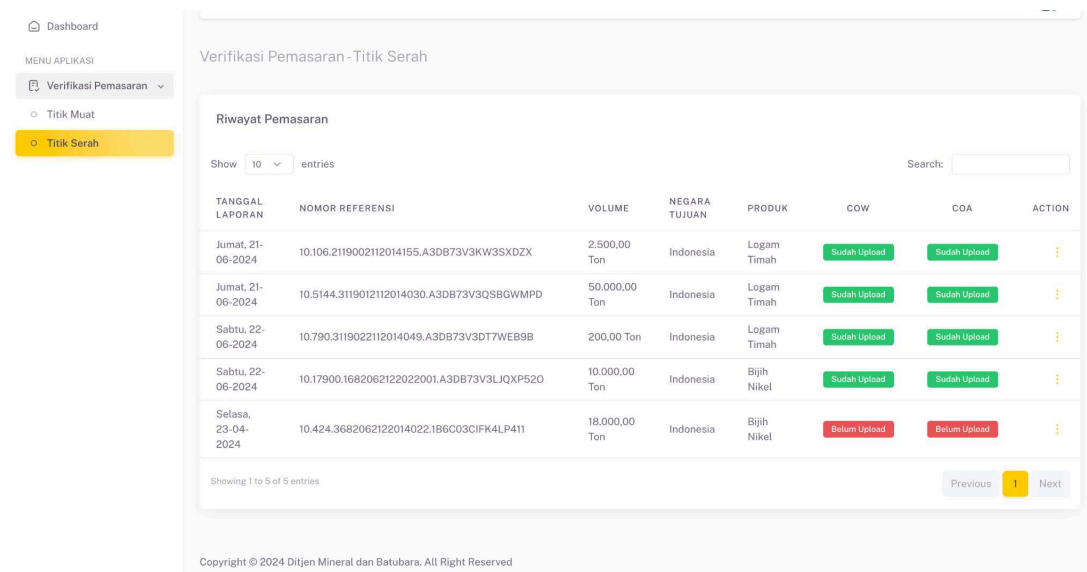 Dashboard
MENU APLIKASI
Verifikasi Pemasaran
Titik Muat
Titik Serah
Verifikasi Pemasaran - Titik Serah
Riwayat Pemasaran
Show 10 entries
Search:
TANGGAL LAPORAN NOMOR REFERENSI VOLUME NEGARA TUJUAN PRODUK COW COA ACTION
Jumat, 21-06-2024 10.106.2119002112014155.A3DB73V3KW3SXDZX 2.500,00 Ton Indonesia Logam Timah Sudah Upload Sudah Upload
Jumat, 21-06-2024 10.5144.3119012112014030.A3DB73V3QSBGWMPD 50.000,00 Ton Indonesia Logam Timah Sudah Upload Sudah Upload
Sabtu, 22-06-2024 10.790.3119022112014049.A3DB73V3DT7WEB9B 200,00 Ton Indonesia Logam Timah Sudah Upload Sudah Upload
Sabtu, 22-06-2024 10.17900.1682062122022001.A3DB73V3LJQXP52O 10.000,00 Ton Indonesia Bijih Nikel Sudah Upload Sudah Upload
Selasa, 23-04-2024 10.424.3682062122014022.1B6C03CIFK4LP411 18.000,00 Ton Indonesia Bijih Nikel Belum Upload Belum Upload
Showing 1 to 5 of 5 entries
Previous 1 Next
Copyright © 2024 Ditjen Mineral dan Batubara. All Right Reserved